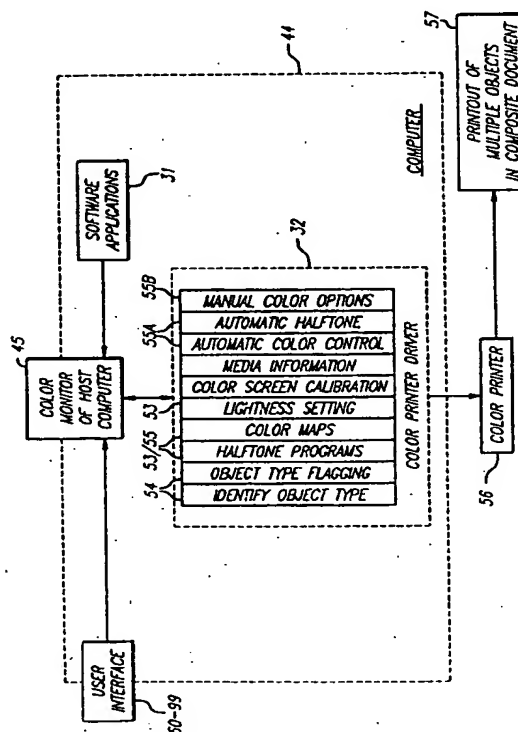 44
45
COLOR
MONITOR
OF HOST
COMPUTER
SOFTWARE
APPLICATIONS
31
USER
INTERFACE
60-99
32
COMPUTER
55B
MANUAL COLOR OPTIONS
55A
AUTOMATIC HALFTONE
AUTOMATIC COLOR CONTROL
MEDIA INFORMATION
COLOR SCREEN CALIBRATION
53
LIGHTNESS SETTING
53/55
COLOR MAPS
HALFTONE PROGRAMS
54
OBJECT TYPE FLAGGING
IDENTIFY OBJECT TYPE
COLOR PRINTER DRIVER
COLOR PRINTER
56
57
PRINTOUT OF
MULTIPLE OBJECTS
IN COMPOSITE DOCUMENT